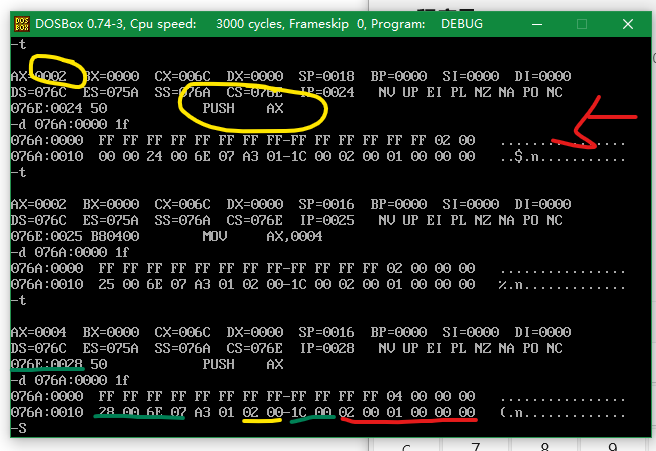 DOSBox 0.74-3, Cpu speed: 3000 cycles, Frameskip 0, Program: DEBUG
-t
AX=0002 BX=0000 CX=006C DX=0000 SP=0018 BP=0000 SI=0000 DI=0000
DS=076C ES=075A SS=076A CS=076E IP=0024 NV UP EI PL NZ NA PO NC
076E:0024 50 PUSH AX
-d 076A:0000 1f
076A:0000 FF FF FF FF FF FF FF FF-FF FF FF FF FF FF 02 00 ................
076A:0010 00 00 24 00 6E 07 A3 01-1C 00 02 00 01 00 00 00 ..$.n...........
-t
AX=0002 BX=0000 CX=006C DX=0000 SP=0016 BP=0000 SI=0000 DI=0000
DS=076C ES=075A SS=076A CS=076E IP=0025 NV UP EI PL NZ NA PO NC
076E:0025 B80400 MOV AX,0004
-d 076A:0000 1f
076A:0000 FF FF FF FF FF FF FF FF-FF FF FF FF 02 00 00 00 ................
076A:0010 25 00 6E 07 A3 01 02 00-1C 00 02 00 01 00 00 00 %.n.............
-t
AX=0004 BX=0000 CX=006C DX=0000 SP=0016 BP=0000 SI=0000 DI=0000
DS=076C ES=075A SS=076A CS=076E IP=0028 NV UP EI PL NZ NA PO NC
076E:0028 50 PUSH AX
-d 076A:0000 1f
076A:0000 FF FF FF FF FF FF FF FF-FF FF FF FF 04 00 00 00 ................
076A:0010 28 00 6E 07 A3 01 02 00-1C 00 02 00 01 00 00 00 (.n.............
-S
7 8 9